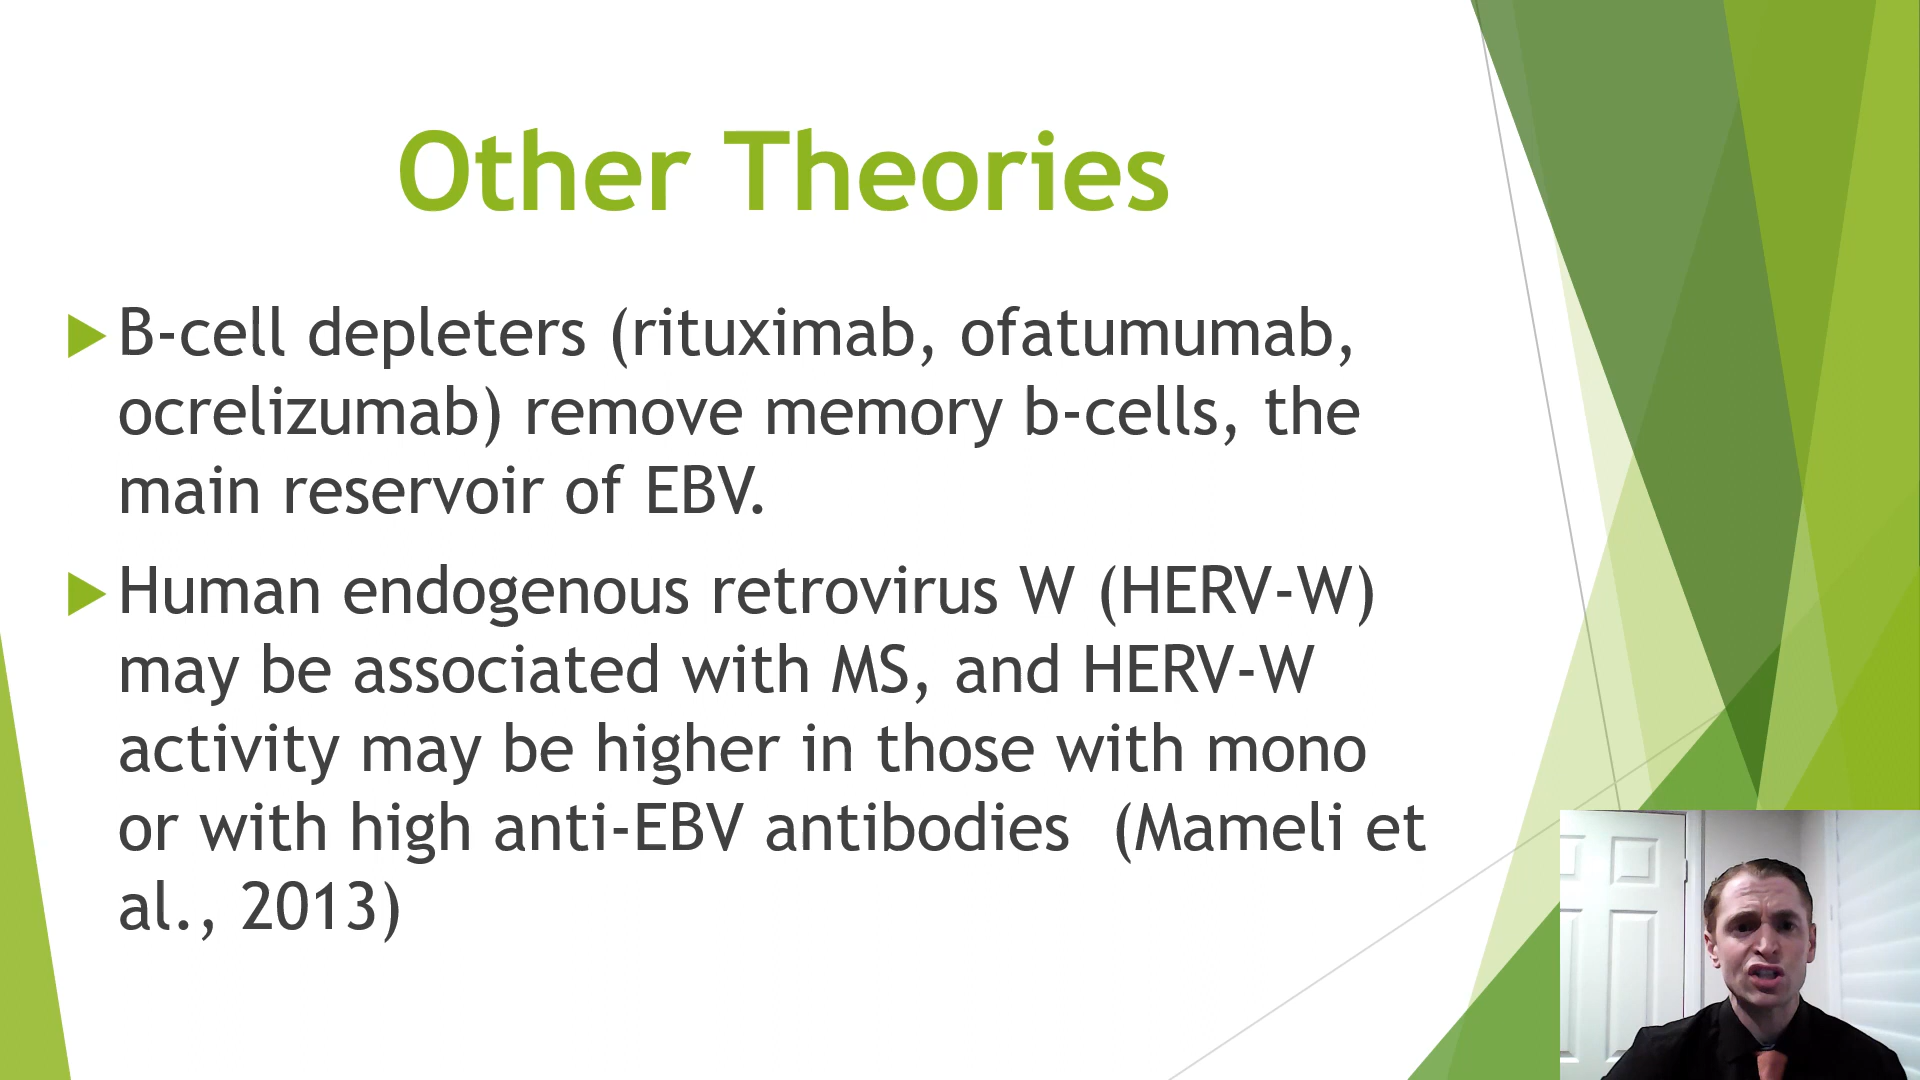 Other Theories
B-cell depleters (rituximab, ofatumumab,
ocrelizumab) remove memory b-cells, the
main reservoir of EBV.
Human endogenous retrovirus W (HERV-W)
may be associated with MS, and HERV-W
activity may be higher in those with mono
or with high anti-EBV antibodies  (Mameli et
al., 2013)